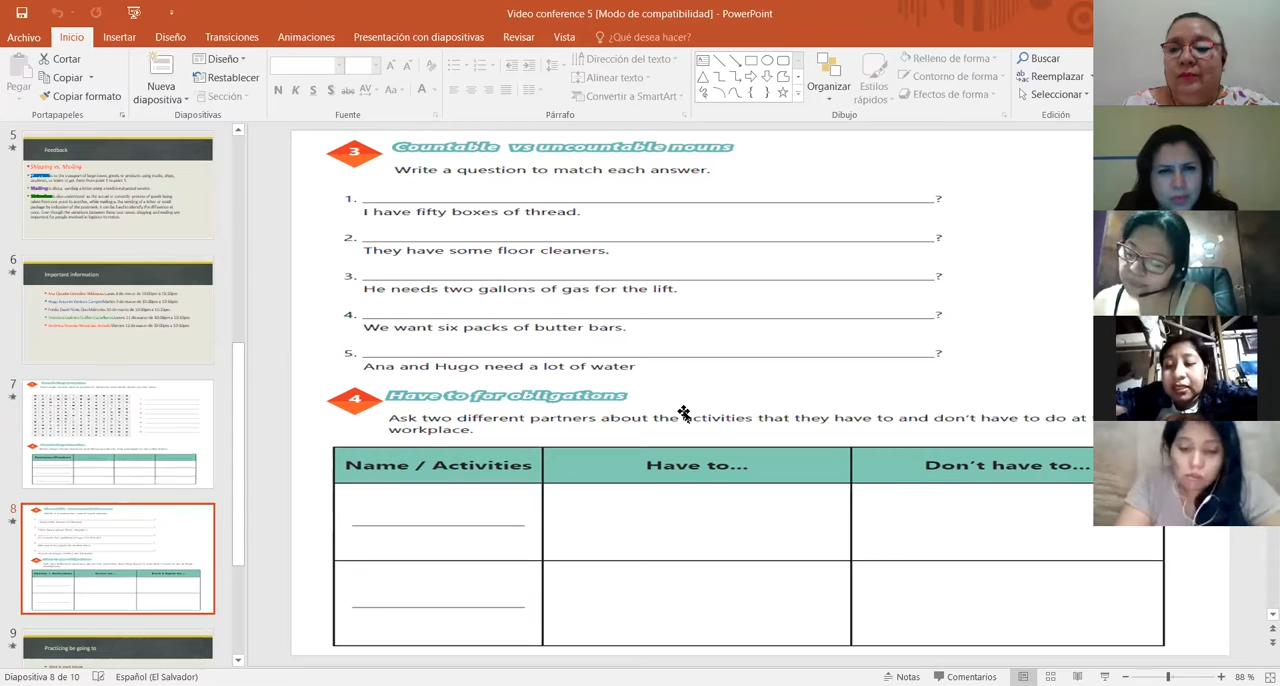 Video conference 5 [Modo de compatibilidad] - PowerPoint
Archivo Inicio Insertar Diseño Transiciones Animaciones Presentación con diapositivas Revisar Vista ¿Qué desea hacer?
Pegar
Cortar
Copiar
Copiar formato
Portapapeles
Nueva
diapositiva
Diseño
Restablecer
Sección
Diapositivas
N K S S abc AV Aa A
Fuente
Dirección del texto
Alinear texto
Convertir a SmartArt
Párrafo
Organizar
Estilos
rápidos
Relleno de forma
Contorno de forma
Efectos de forma
Dibujo
Buscar
Reemplazar
Seleccionar
Edición
5
Feedback
Shipping vs. Mailing
6
Important information
7
8
9
Practicing be going to
3 Countable vs uncountable nouns
Write a question to match each answer.
1. ?
I have fifty boxes of thread.
2. ?
They have some floor cleaners.
3. ?
He needs two gallons of gas for the lift.
4. ?
We want six packs of butter bars.
5. ?
Ana and Hugo need a lot of water
4 Have to for obligations
Ask two different partners about the activities that they have to and don't have to do at
workplace.
Name / Activities Have to... Don't have to...
Diapositiva 8 de 10 Español (El Salvador) Notas Comentarios 88 %